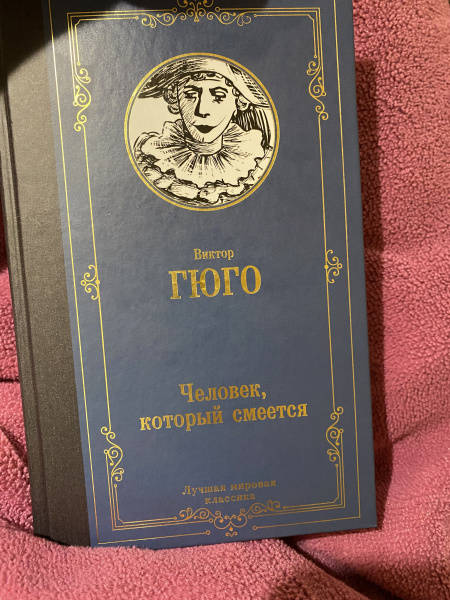 Виктор
ГЮГО
Человек,
который смеется
Лучшая мировая
классика